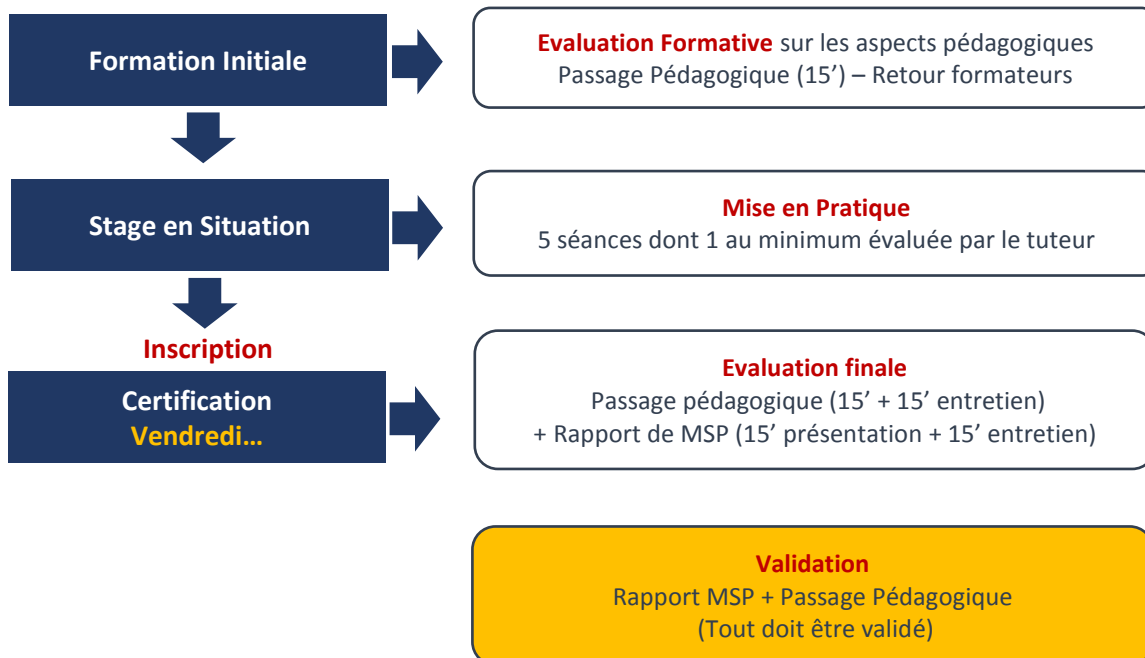 Formation Initiale
Evaluation Formative sur les aspects pédagogiques
Passage Pédagogique (15’) – Retour formateurs
Stage en Situation
Mise en Pratique
5 séances dont 1 au minimum évaluée par le tuteur
Inscription
Certification
Vendredi…
Evaluation finale
Passage pédagogique (15’ + 15’ entretien)
+ Rapport de MSP (15’ présentation + 15’ entretien)
Validation
Rapport MSP + Passage Pédagogique
(Tout doit être validé)